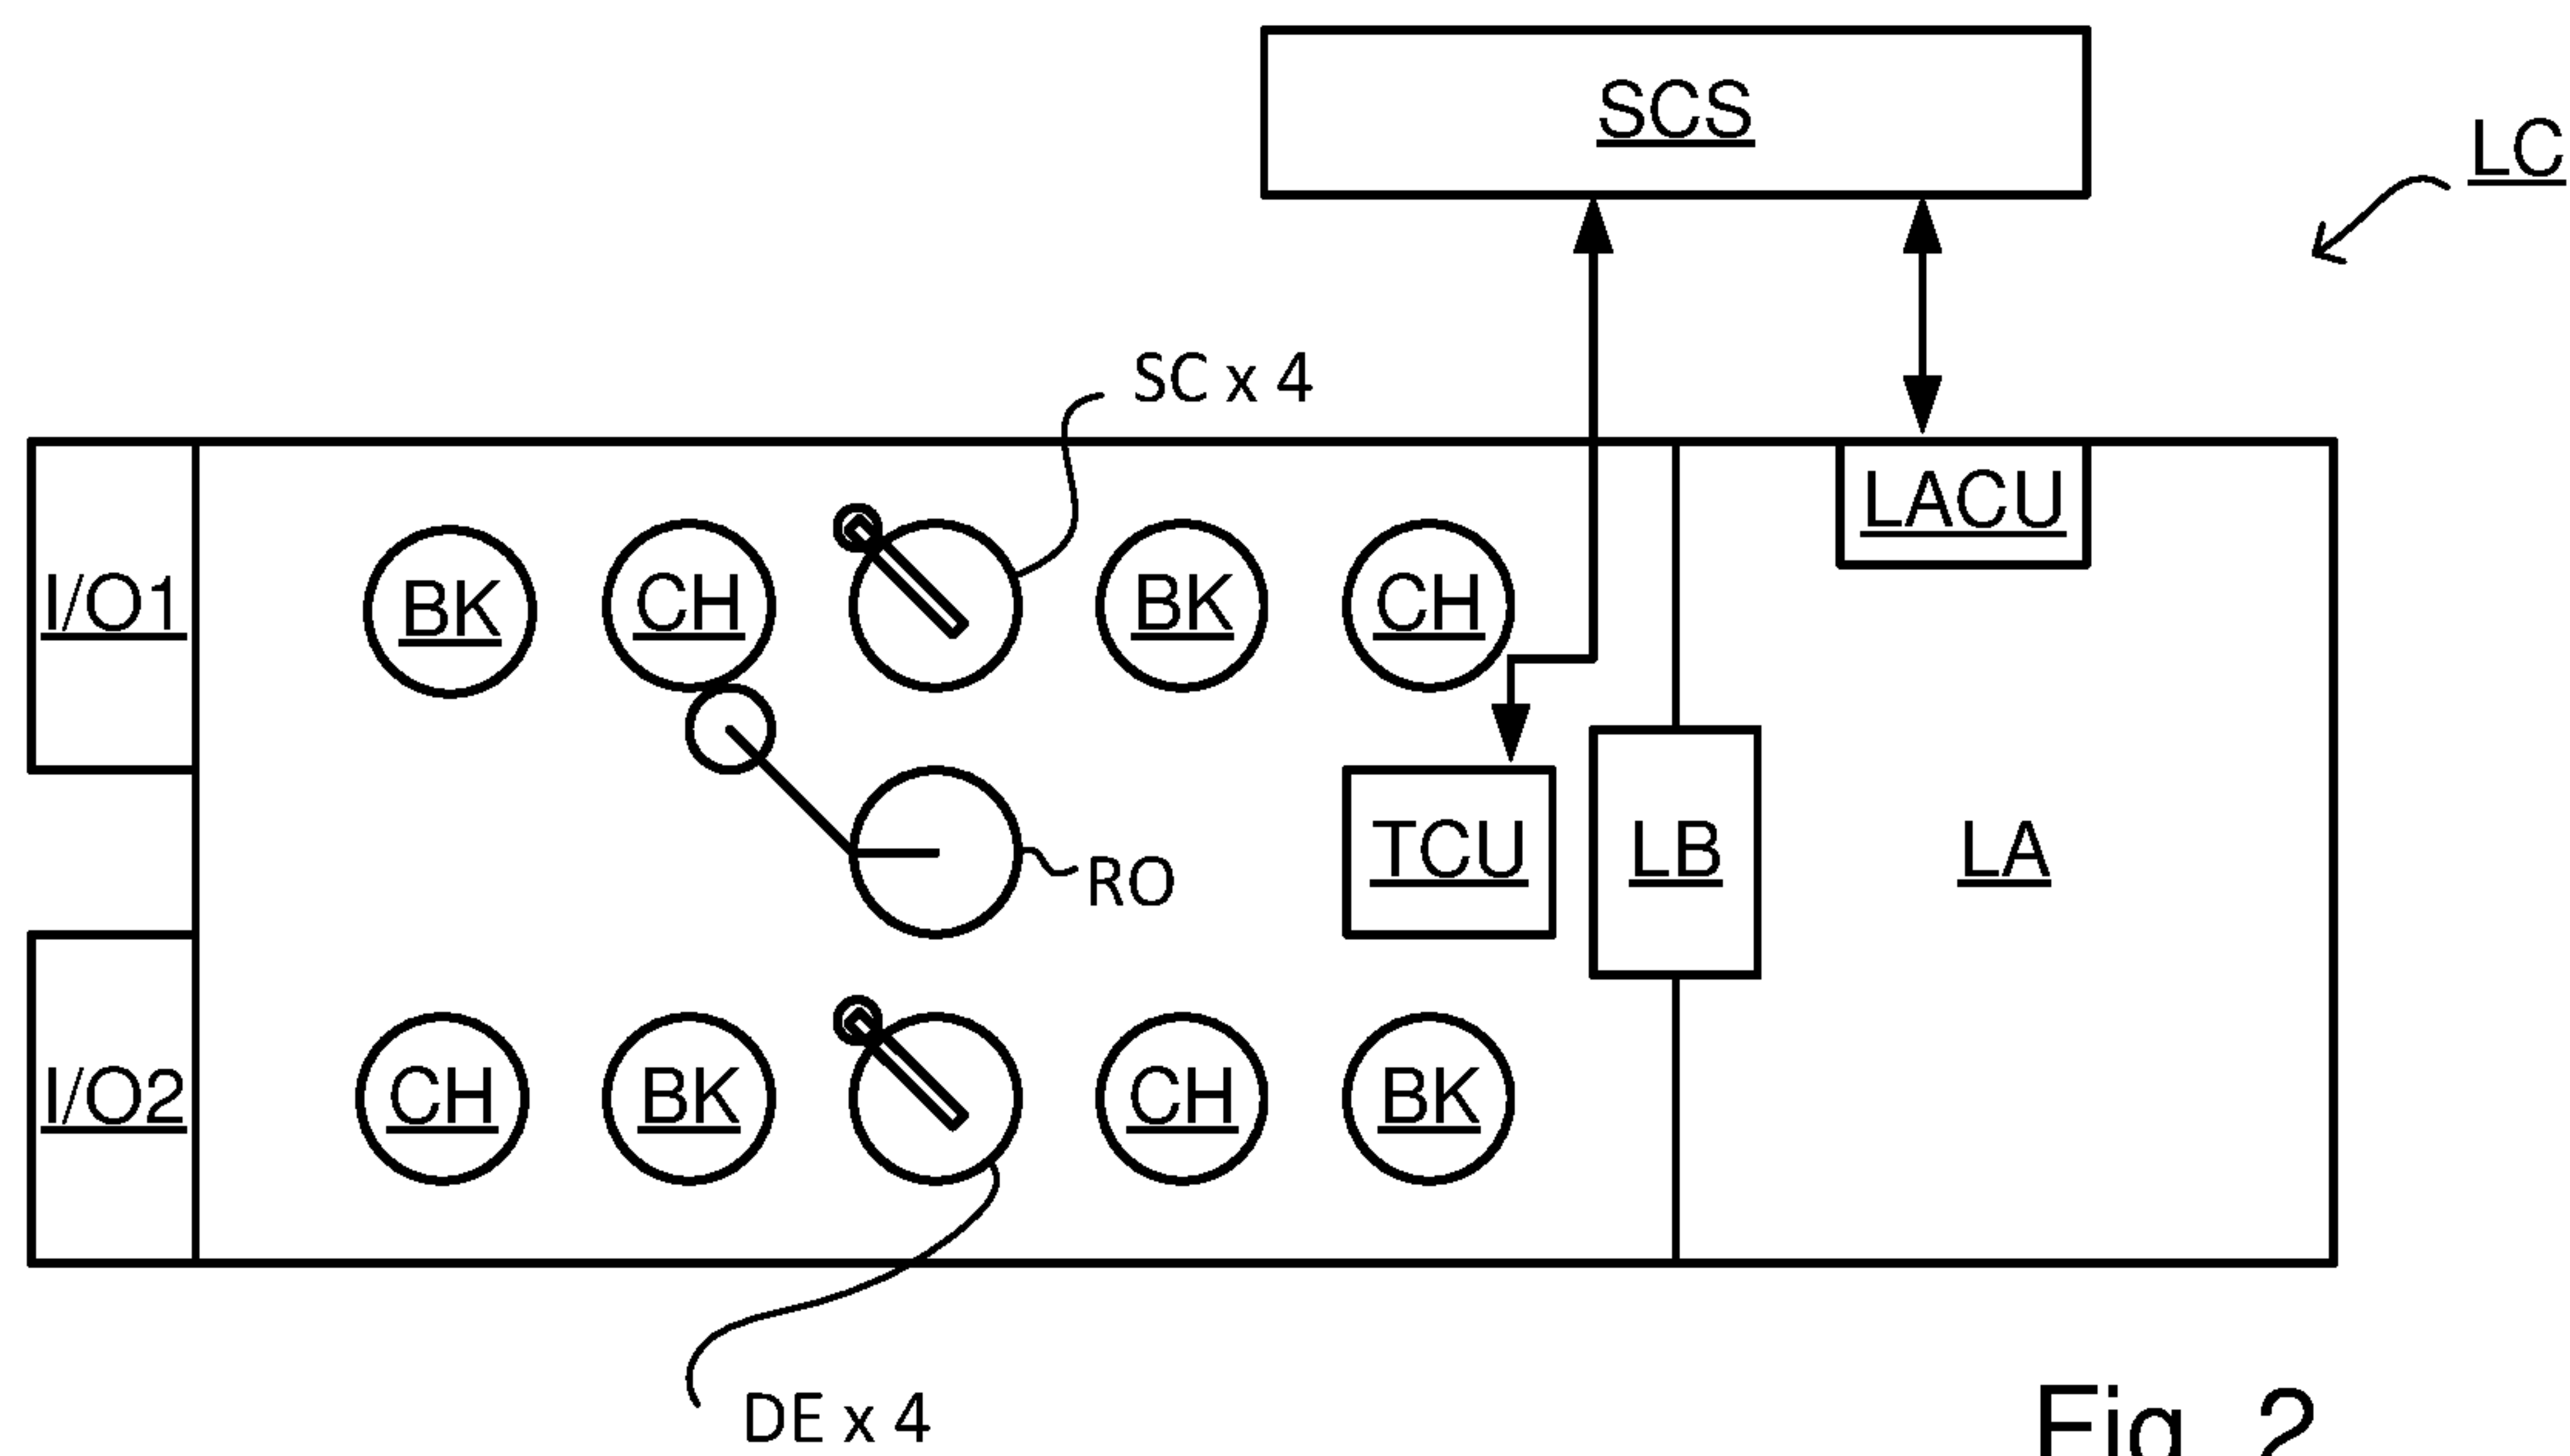 SCS
LC
SC x 4
LACU
I/O1
BK
CH
BK
CH
TCU
LB
LA
RO
I/O2
CH
BK
CH
BK
DE x 4
Fig. 2